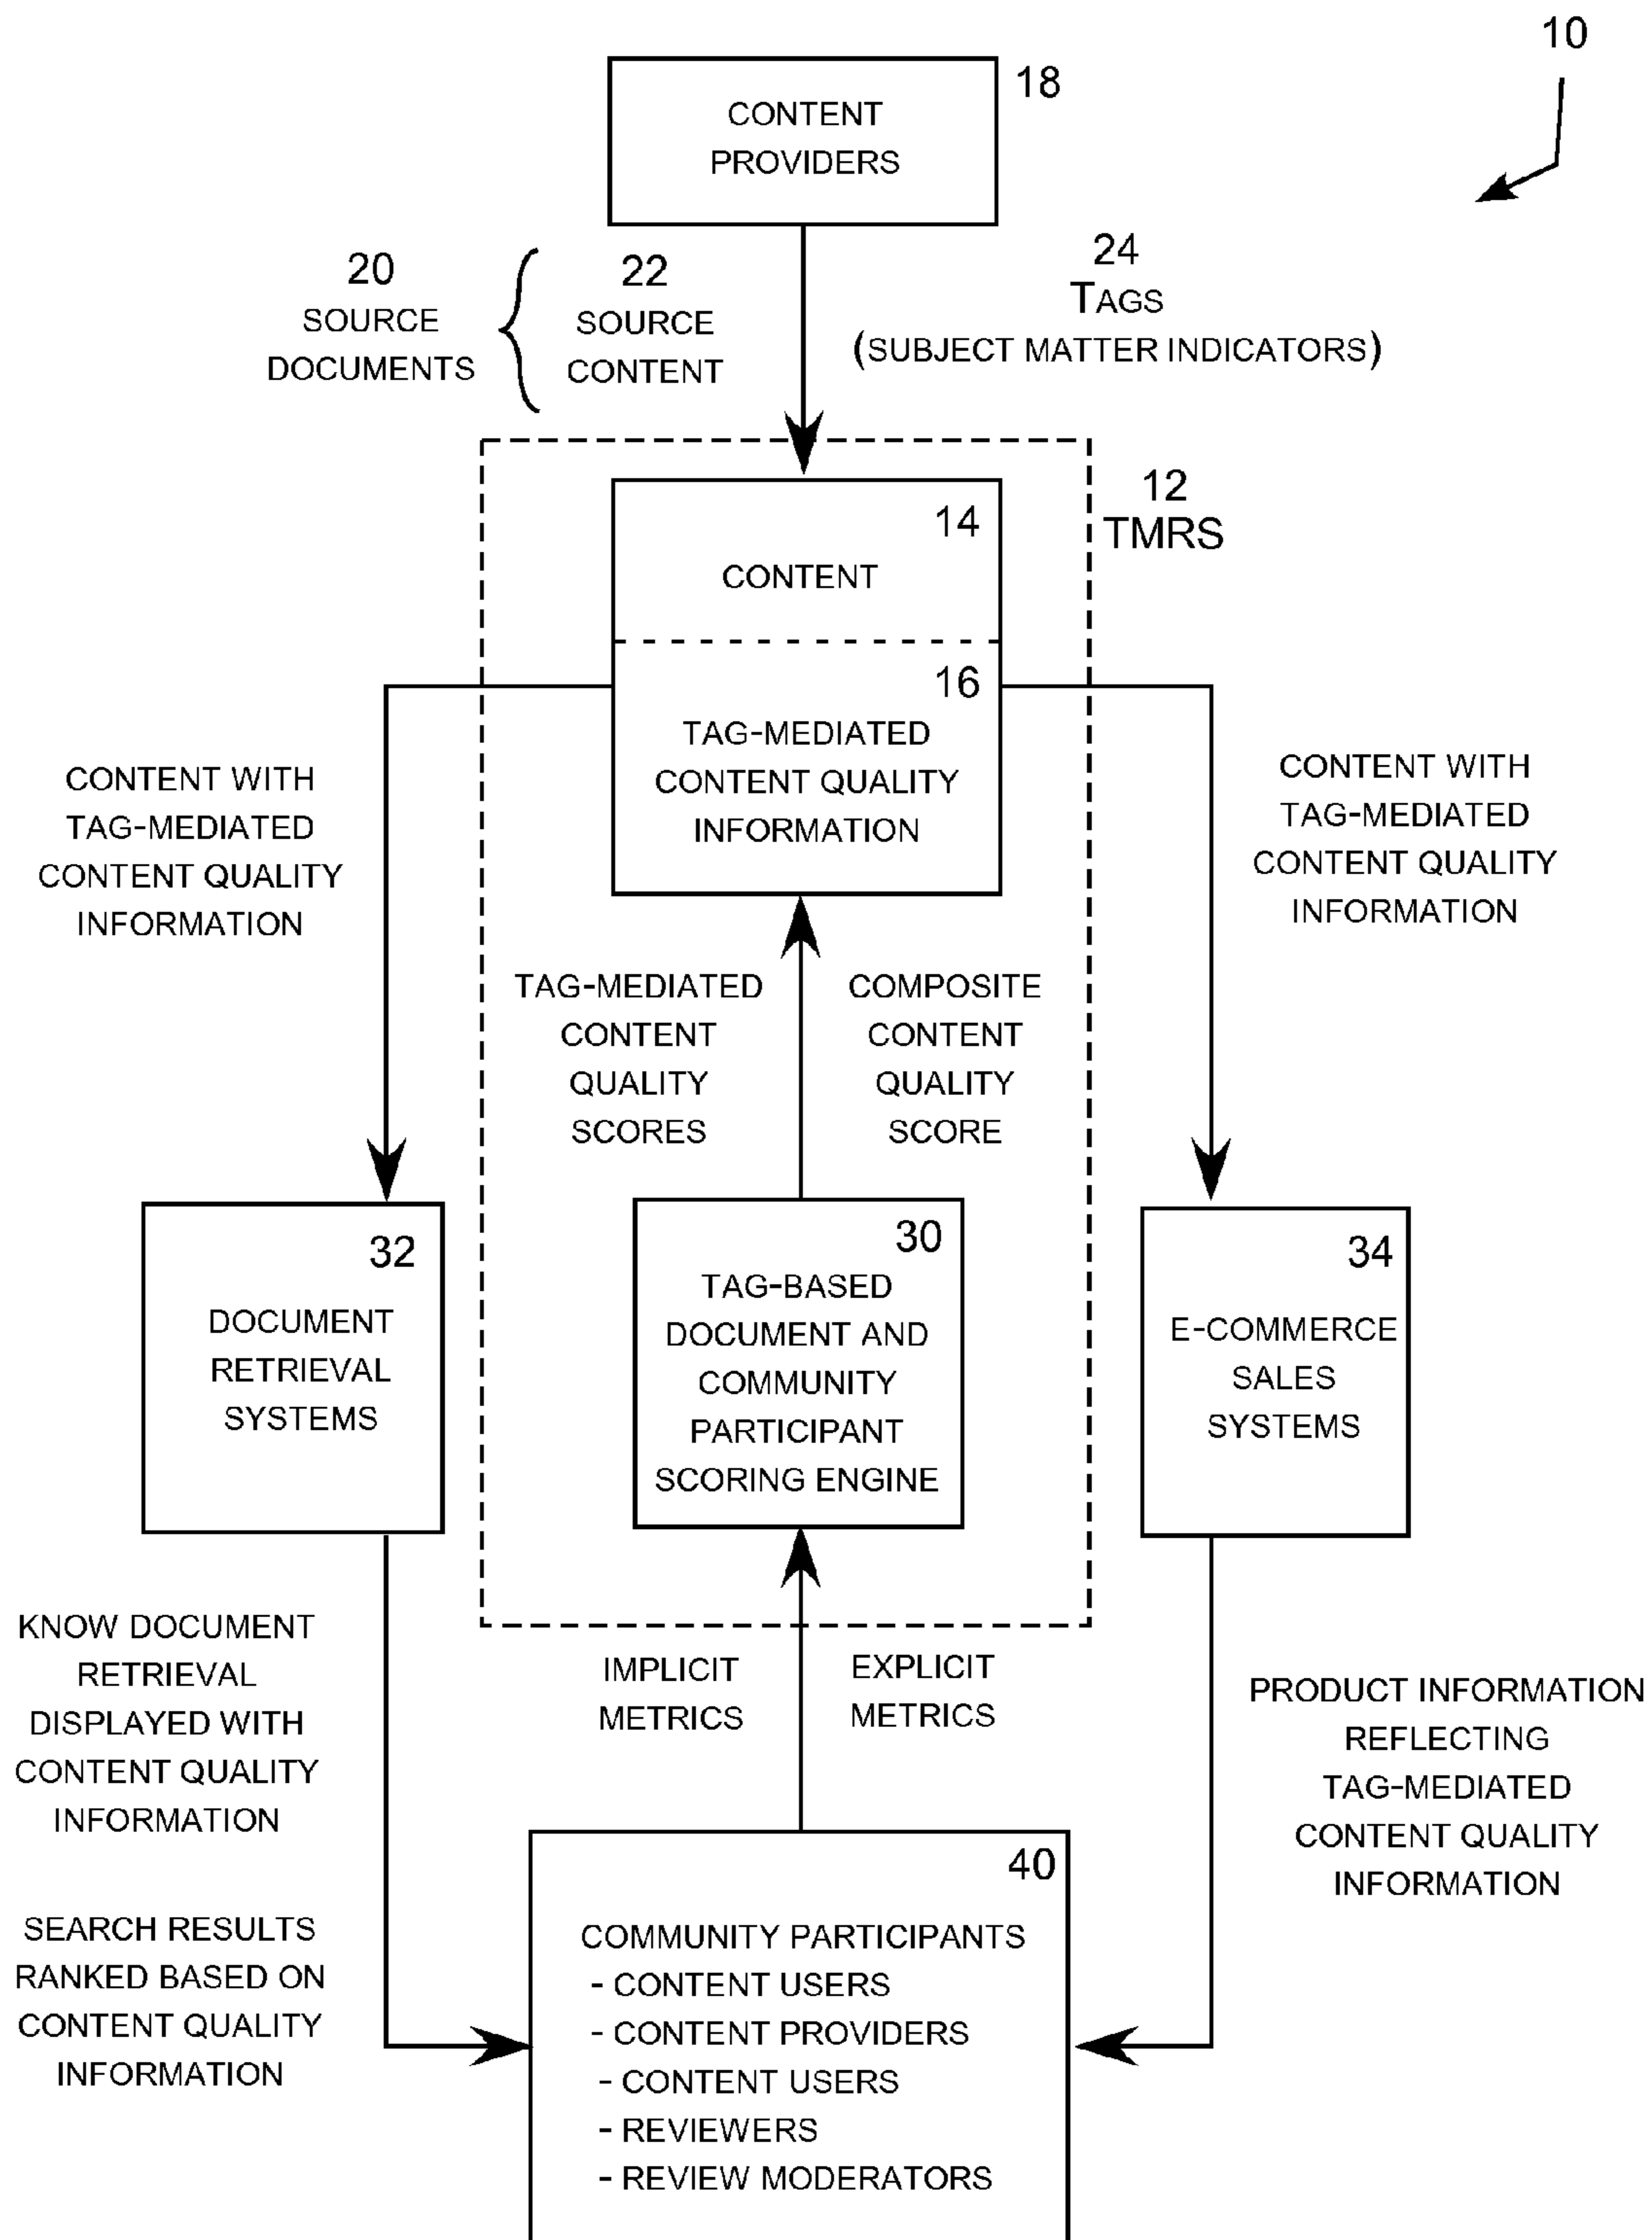 10
18
CONTENT
PROVIDERS
20
SOURCE
DOCUMENTS
22
SOURCE
CONTENT
24
TAGS
(SUBJECT MATTER INDICATORS)
12
TMRS
14
CONTENT
16
TAG-MEDIATED
CONTENT QUALITY
INFORMATION
CONTENT WITH
TAG-MEDIATED
CONTENT QUALITY
INFORMATION
CONTENT WITH
TAG-MEDIATED
CONTENT QUALITY
INFORMATION
TAG-MEDIATED
CONTENT
QUALITY
SCORES
COMPOSITE
CONTENT
QUALITY
SCORE
32
DOCUMENT
RETRIEVAL
SYSTEMS
30
TAG-BASED
DOCUMENT AND
COMMUNITY
PARTICIPANT
SCORING ENGINE
34
E-COMMERCE
SALES
SYSTEMS
KNOW DOCUMENT
RETRIEVAL
DISPLAYED WITH
CONTENT QUALITY
INFORMATION
SEARCH RESULTS
RANKED BASED ON
CONTENT QUALITY
INFORMATION
IMPLICIT
METRICS
EXPLICIT
METRICS
PRODUCT INFORMATION
REFLECTING
TAG-MEDIATED
CONTENT QUALITY
INFORMATION
40
COMMUNITY PARTICIPANTS
- CONTENT USERS
- CONTENT PROVIDERS
- CONTENT USERS
- REVIEWERS
- REVIEW MODERATORS